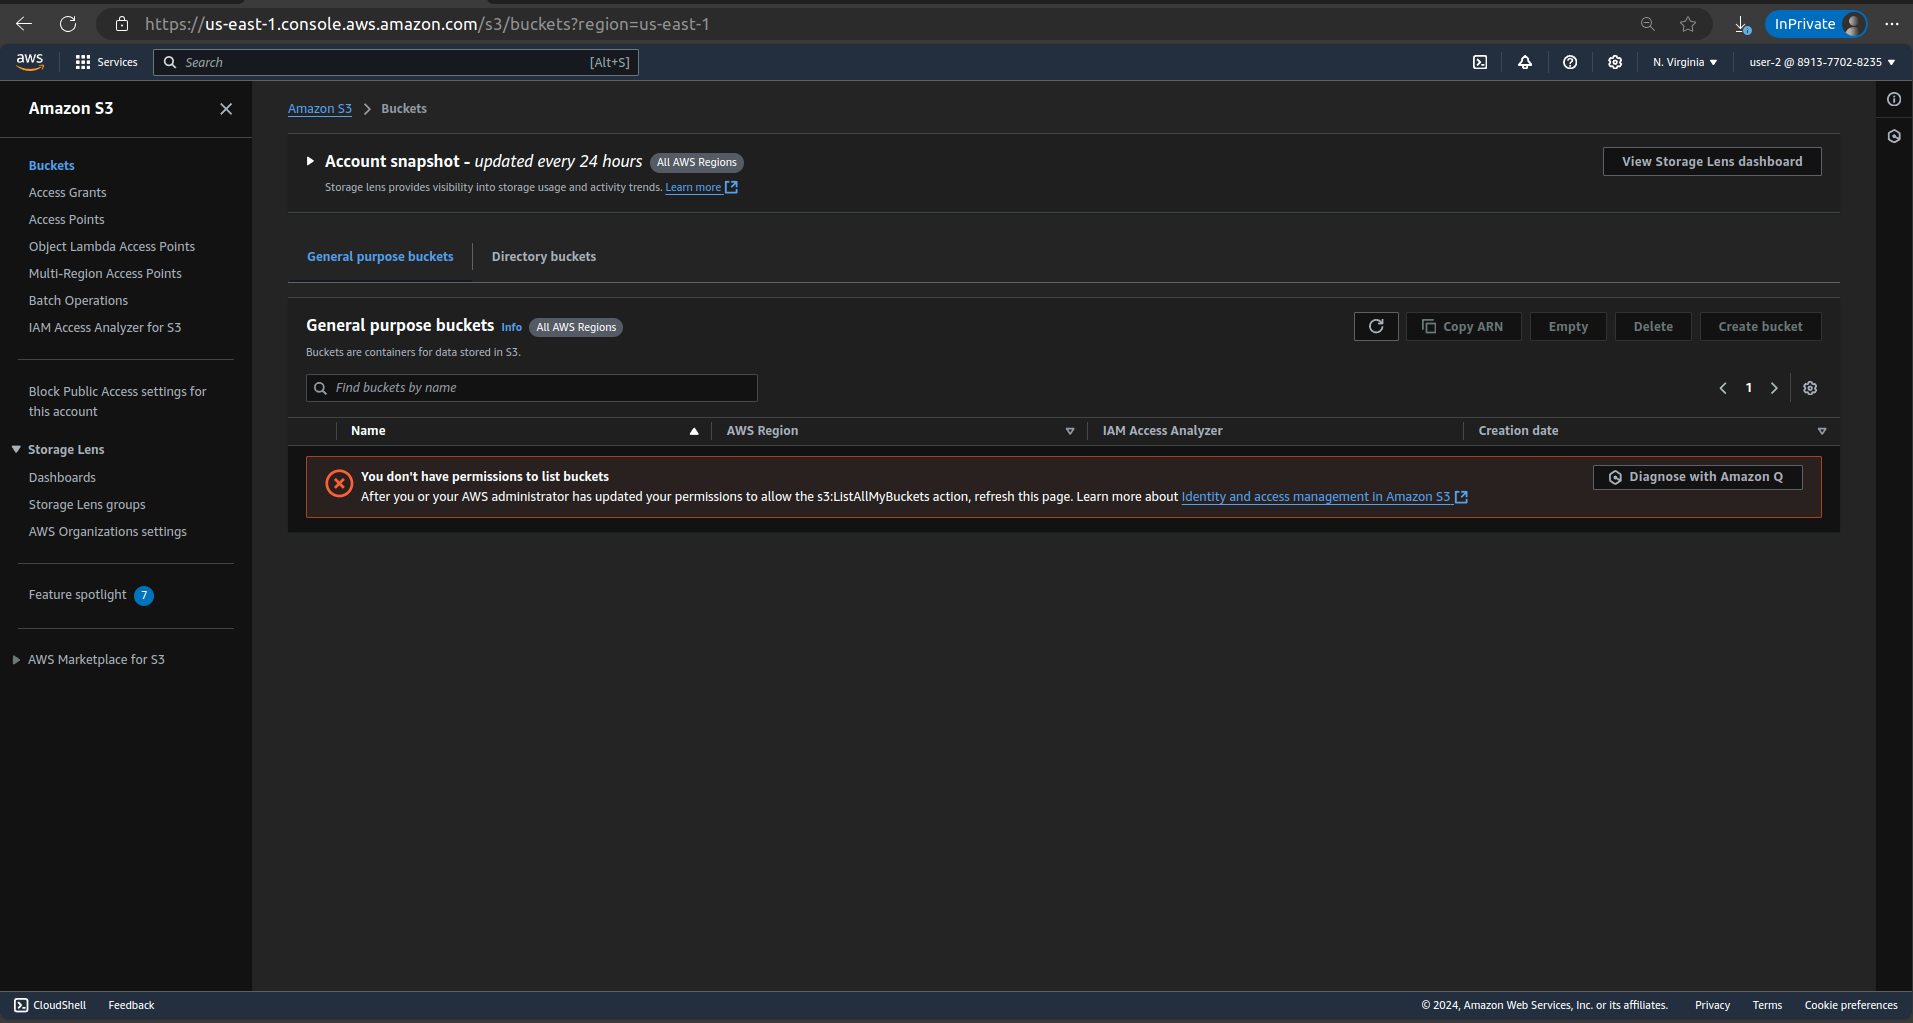 https://us-east-1.console.aws.amazon.com/s3/buckets?region=us-east-1
InPrivate
aws
Services
Search
[Alt+S]
N. Virginia
user-2 @ 8913-7702-8235
Amazon S3
Buckets
Access Grants
Access Points
Object Lambda Access Points
Multi-Region Access Points
Batch Operations
IAM Access Analyzer for S3
Block Public Access settings for
this account
Storage Lens
Dashboards
Storage Lens groups
AWS Organizations settings
Feature spotlight 7
AWS Marketplace for S3
Amazon S3 > Buckets
Account snapshot - updated every 24 hours All AWS Regions
Storage lens provides visibility into storage usage and activity trends. Learn more
View Storage Lens dashboard
General purpose buckets
Directory buckets
General purpose buckets Info All AWS Regions
Buckets are containers for data stored in S3.
Copy ARN
Empty
Delete
Create bucket
Find buckets by name
1
Name
AWS Region
IAM Access Analyzer
Creation date
You don't have permissions to list buckets
After you or your AWS administrator has updated your permissions to allow the s3:ListAllMyBuckets action, refresh this page. Learn more about Identity and access management in Amazon S3
Diagnose with Amazon Q
CloudShell
Feedback
© 2024, Amazon Web Services, Inc. or its affiliates.
Privacy
Terms
Cookie preferences